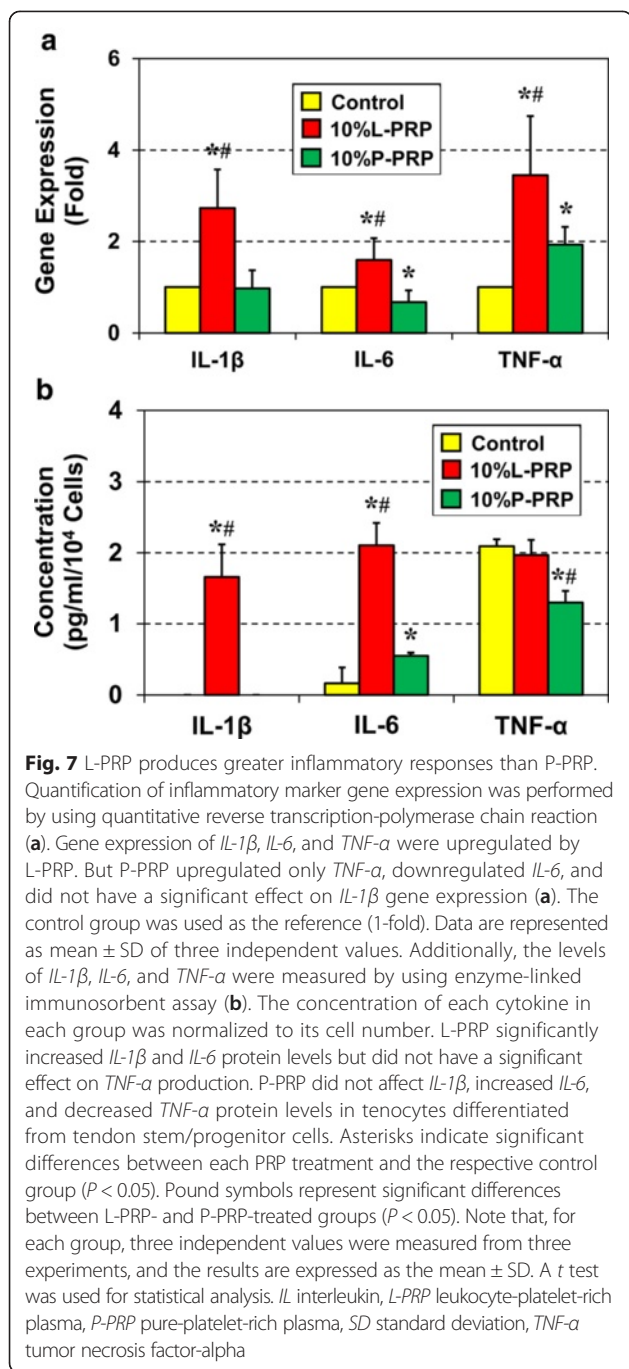 a
6
4
2
0
Gene Expression
(Fold)
Control
10%L-PRP
10%P-PRP
*#
*#
*
*#
*
IL-1β IL-6 TNF-α
b
4
3
2
1
0
Concentration
(pg/ml/10⁴ Cells)
Control
10%L-PRP
10%P-PRP
*#
*#
*
*#
IL-1β IL-6 TNF-α
Fig. 7 L-PRP produces greater inflammatory responses than P-PRP.
Quantification of inflammatory marker gene expression was performed
by using quantitative reverse transcription-polymerase chain reaction
(a). Gene expression of IL-1β, IL-6, and TNF-α were upregulated by
L-PRP. But P-PRP upregulated only TNF-α, downregulated IL-6, and
did not have a significant effect on IL-1β gene expression (a). The
control group was used as the reference (1-fold). Data are represented
as mean ± SD of three independent values. Additionally, the levels
of IL-1β, IL-6, and TNF-α were measured by using enzyme-linked
immunosorbent assay (b). The concentration of each cytokine in
each group was normalized to its cell number. L-PRP significantly
increased IL-1β and IL-6 protein levels but did not have a significant
effect on TNF-α production. P-PRP did not affect IL-1β, increased IL-6,
and decreased TNF-α protein levels in tenocytes differentiated
from tendon stem/progenitor cells. Asterisks indicate significant
differences between each PRP treatment and the respective control
group (P < 0.05). Pound symbols represent significant differences
between L-PRP- and P-PRP-treated groups (P < 0.05). Note that, for
each group, three independent values were measured from three
experiments, and the results are expressed as the mean ± SD. A t test
was used for statistical analysis. IL interleukin, L-PRP leukocyte-platelet-rich
plasma, P-PRP pure-platelet-rich plasma, SD standard deviation, TNF-α
tumor necrosis factor-alpha